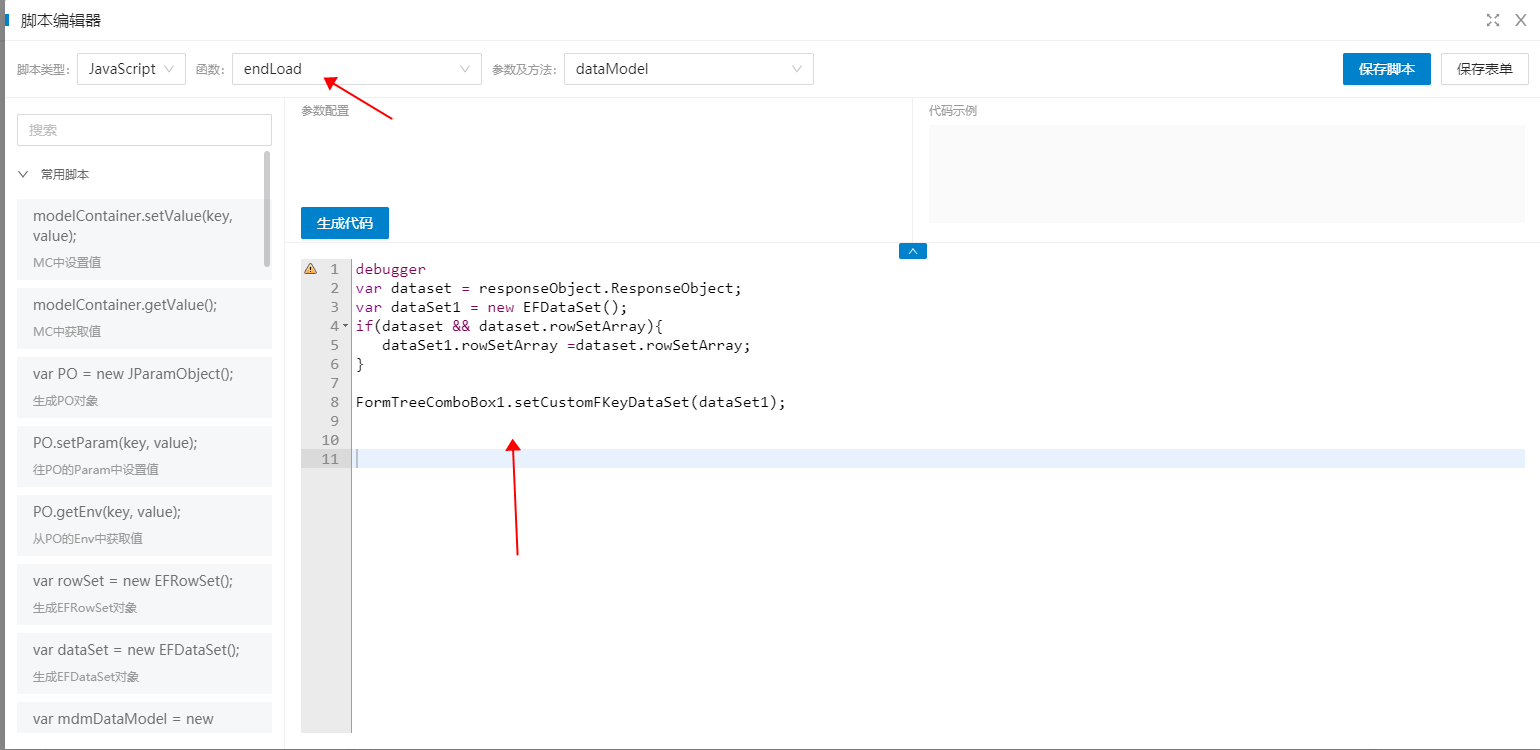 脚本编辑器
脚本类型: JavaScript 函数: endLoad 参数及方法: dataModel 保存脚本 保存表单
搜索
常用脚本
modelContainer.setValue(key,
value);
MC中设置值
modelContainer.getValue();
MC中获取值
var PO = new JParamObject();
生成PO对象
PO.setParam(key, value);
往PO的Param中设置值
PO.getEnv(key, value);
从PO的Env中获取值
var rowSet = new EFRowSet();
生成EFRowSet对象
var dataSet = new EFDataSet();
生成EFDataSet对象
var mdmDataModel = new
参数配置
生成代码
代码示例
1 debugger
2 var dataset = responseObject.ResponseObject;
3 var dataSet1 = new EFDataSet();
4 if(dataset && dataset.rowSetArray){
5 dataSet1.rowSetArray =dataset.rowSetArray;
6 }
7
8 FormTreeComboBox1.setCustomFKeyDataSet(dataSet1);
9
10
11